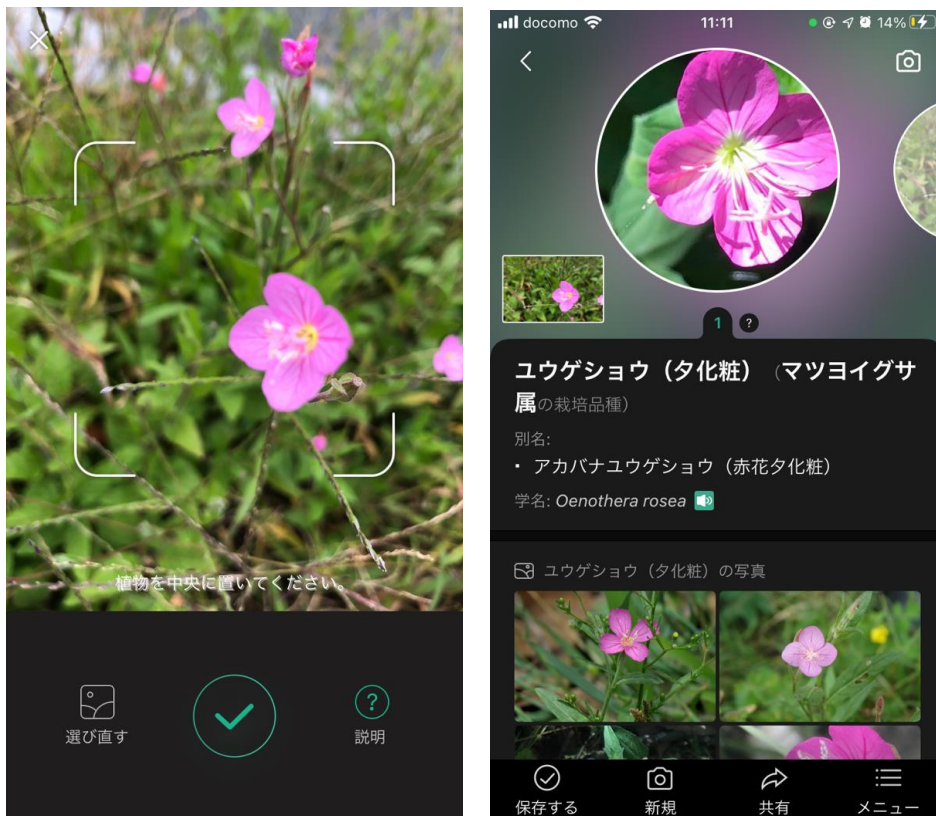 植物を中央に置いてください。
選び直す
説明
docomo
11:11
14%
1
?
ユウゲショウ（夕化粧）（マツヨイグサ
属の栽培品種）
別名:
・ アカバナユウゲショウ（赤花夕化粧）
学名: Oenothera rosea
ユウゲショウ（夕化粧）の写真
保存する
新規
共有
メニュー